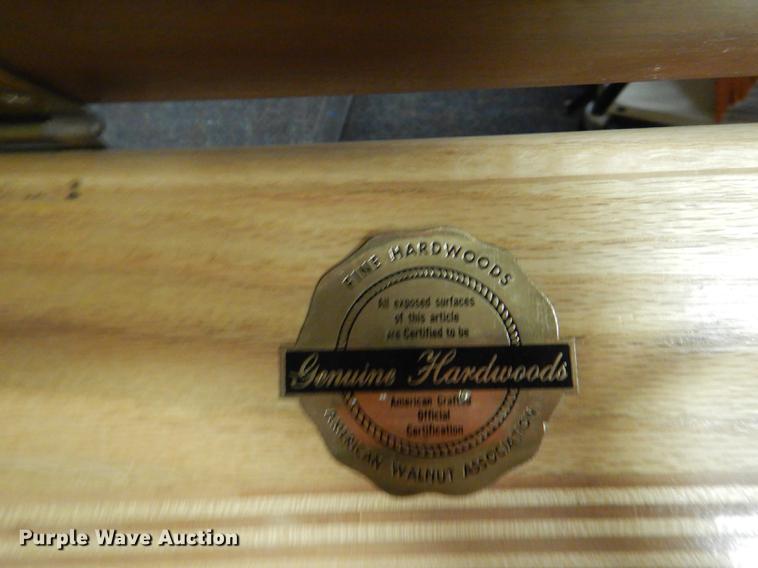 FINE HARDWOODS
All exposed surfaces
of this article
are Certified to be
Genuine Hardwoods
American Crafted
Official
Certification
AMERICAN WALNUT ASSOCIATION
Purple Wave Auction